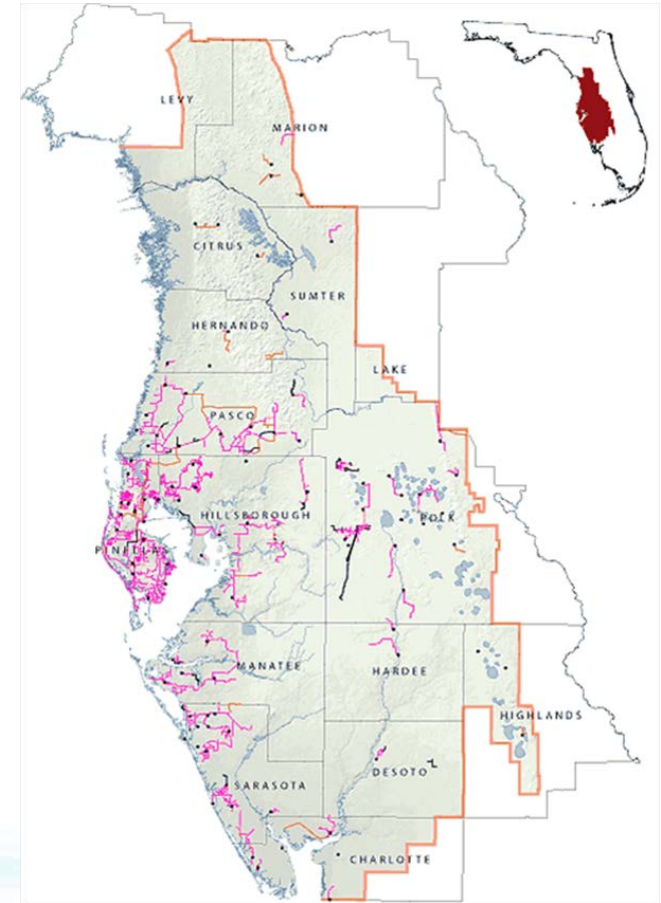 LEVY
MARION
CITRUS
SUMTER
HERNANDO
LAKE
PASCO
HILLSBOROUGH
POLK
PINELLAS
MANATEE
HARDEE
HIGHLANDS
DESOTO
SARASOTA
CHARLOTTE